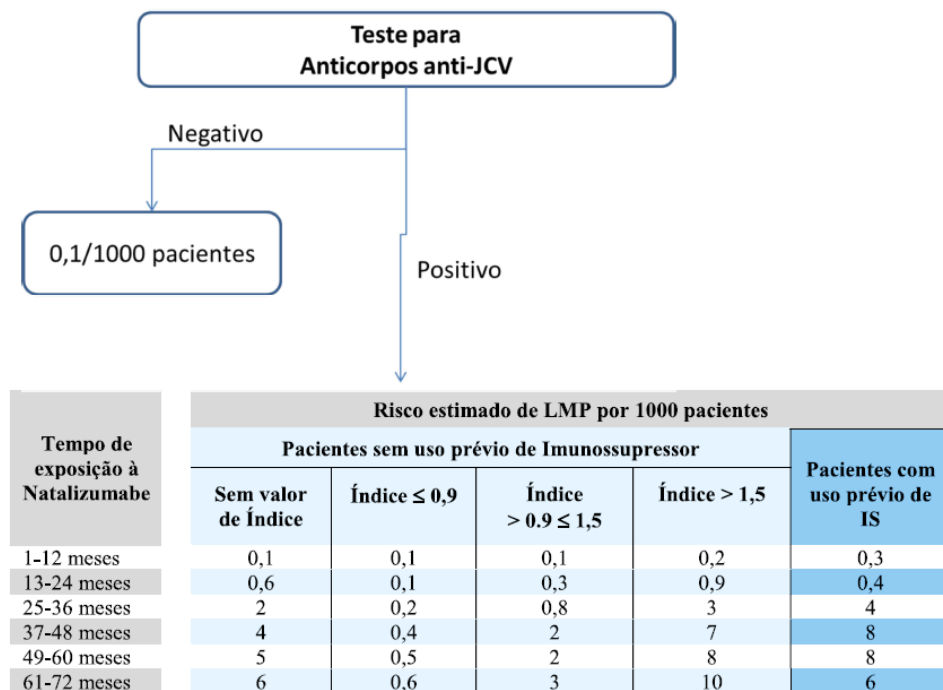 Teste para
Anticorpos anti-JCV
Negativo
0,1/1000 pacientes
Positivo
Risco estimado de LMP por 1000 pacientes
Tempo de
exposição à
Natalizumabe
Pacientes sem uso prévio de Imunossupressor
Pacientes com
uso prévio de
IS
Sem valor
de Índice
Índice ≤ 0,9
Índice
> 0.9 ≤ 1,5
Índice > 1,5
1-12 meses 0,1 0,1 0,1 0,2 0,3
13-24 meses 0,6 0,1 0,3 0,9 0,4
25-36 meses 2 0,2 0,8 3 4
37-48 meses 4 0,4 2 7 8
49-60 meses 5 0,5 2 8 8
61-72 meses 6 0,6 3 10 6